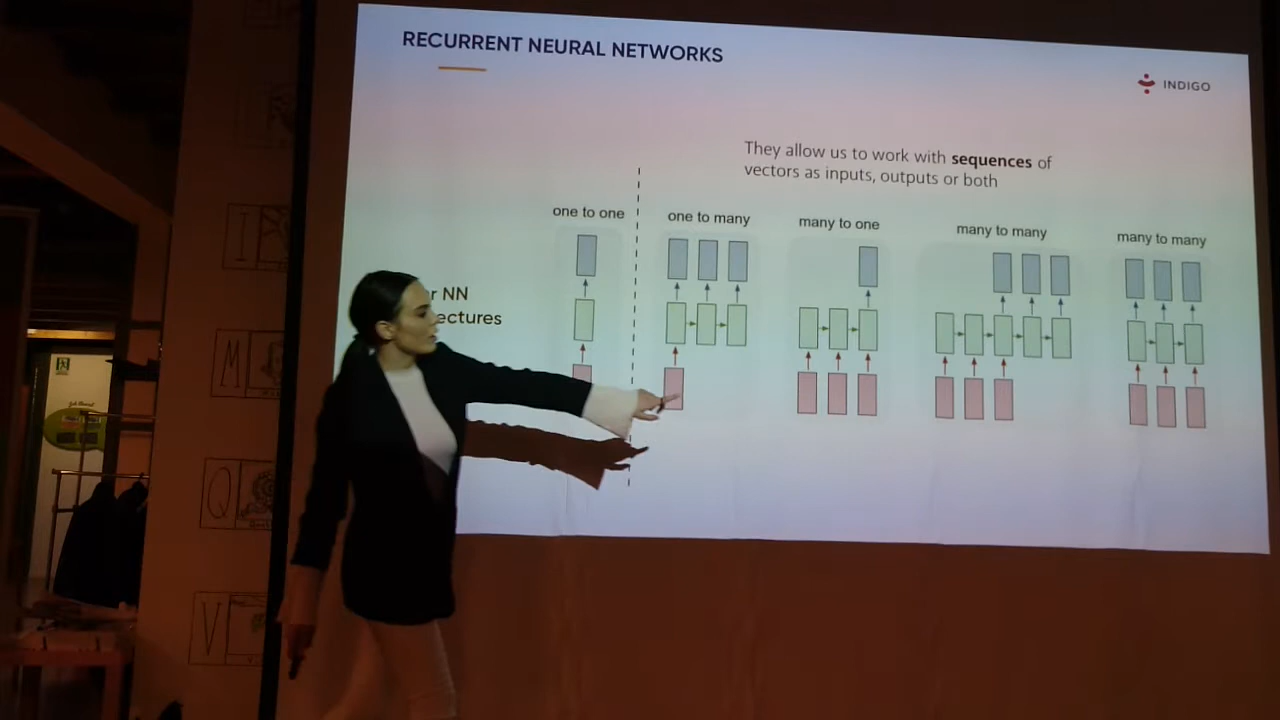 RECURRENT NEURAL NETWORKS
INDIGO
They allow us to work with sequences of
vectors as inputs, outputs or both
one to one
one to many
many to one
many to many
many to many
NN
I
M
Q
V